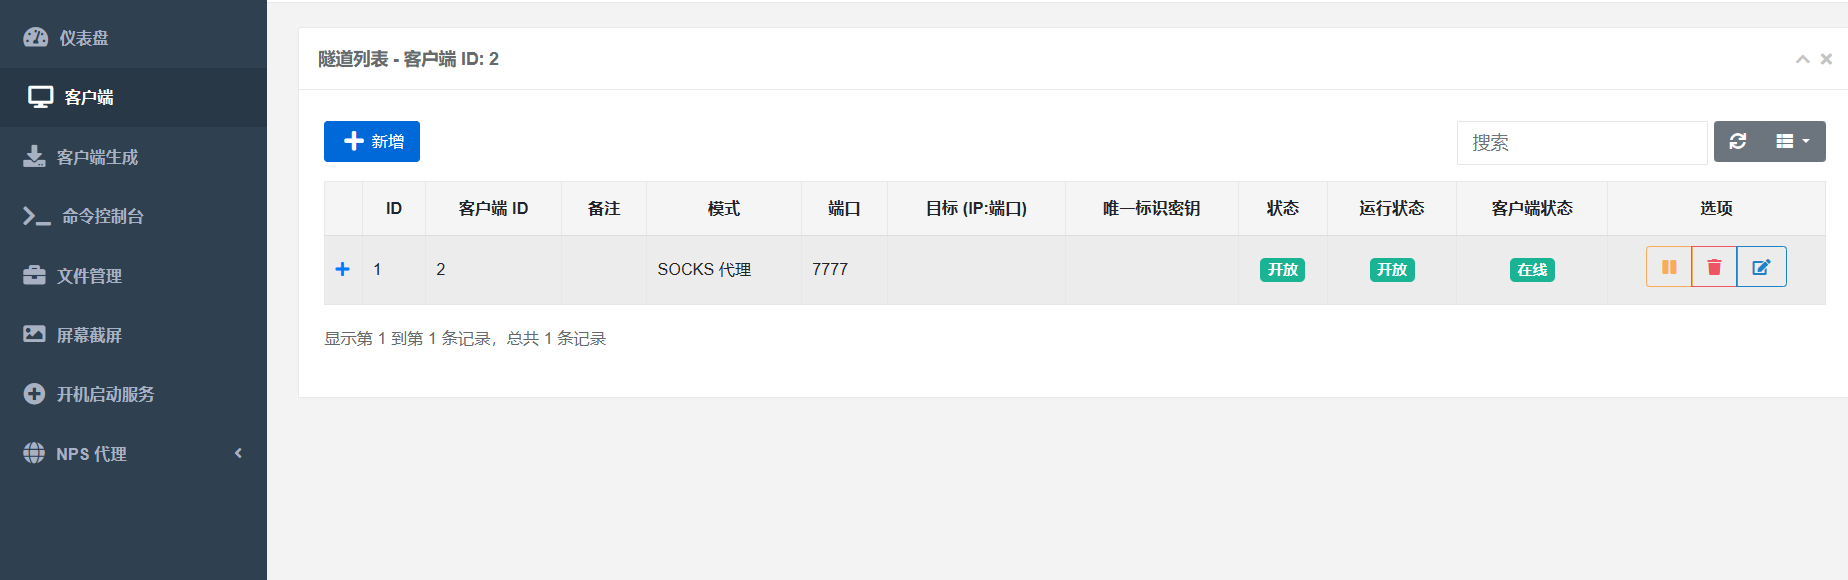 仪表盘
客户端
客户端生成
命令控制台
文件管理
屏幕截屏
开机启动服务
NPS 代理
隧道列表 - 客户端 ID: 2
新增
搜索
ID 客户端 ID 备注 模式 端口 目标 (IP:端口) 唯一标识密钥 状态 运行状态 客户端状态 选项
1 2 SOCKS 代理 7777 开放 开放 在线
显示第 1 到第 1 条记录，总共 1 条记录